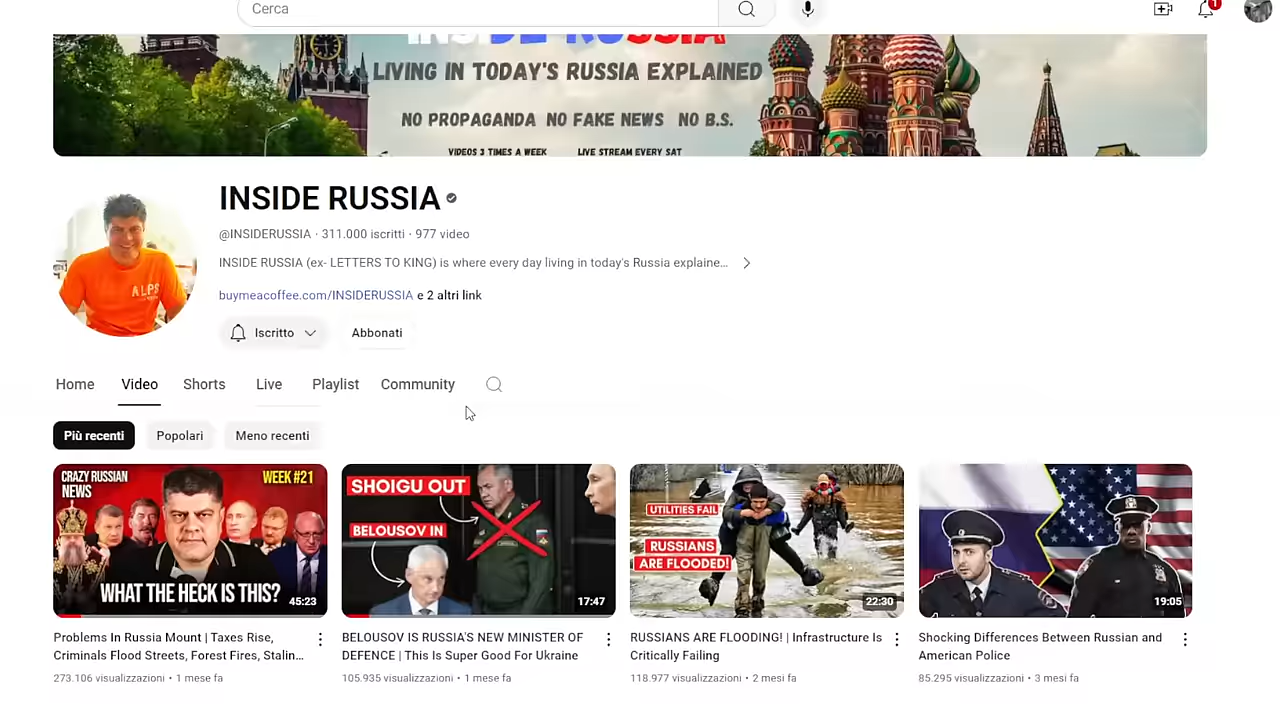 Cerca
1
INSIDE RUSSIA
LIVING IN TODAY'S RUSSIA EXPLAINED
NO PROPAGANDA NO FAKE NEWS NO B.S.
VIDEOS 3 TIMES A WEEK LIVE STREAM EVERY SAT
ALPS
INSIDE RUSSIA
@INSIDERUSSIA · 311.000 iscritti · 977 video
INSIDE RUSSIA (ex- LETTERS TO KING) is where every day living in today's Russia explaine...
buymeacoffee.com/INSIDERUSSIA e 2 altri link
Iscritto
Abbonati
Home Video Shorts Live Playlist Community
Più recenti Popolari Meno recenti
CRAZY RUSSIAN
NEWS
WEEK #21
WHAT THE HECK IS THIS?
45:23
SHOIGU OUT
BELOUSOV IN
17:47
UTILITIES FAIL
RUSSIANS
ARE FLOODED!
22:30
19:05
Problems In Russia Mount | Taxes Rise,
Criminals Flood Streets, Forest Fires, Stalin...
273.106 visualizzazioni • 1 mese fa
BELOUSOV IS RUSSIA'S NEW MINISTER OF
DEFENCE | This Is Super Good For Ukraine
105.935 visualizzazioni • 1 mese fa
RUSSIANS ARE FLOODING! | Infrastructure Is
Critically Failing
118.977 visualizzazioni • 2 mesi fa
Shocking Differences Between Russian and
American Police
85.295 visualizzazioni • 3 mesi fa